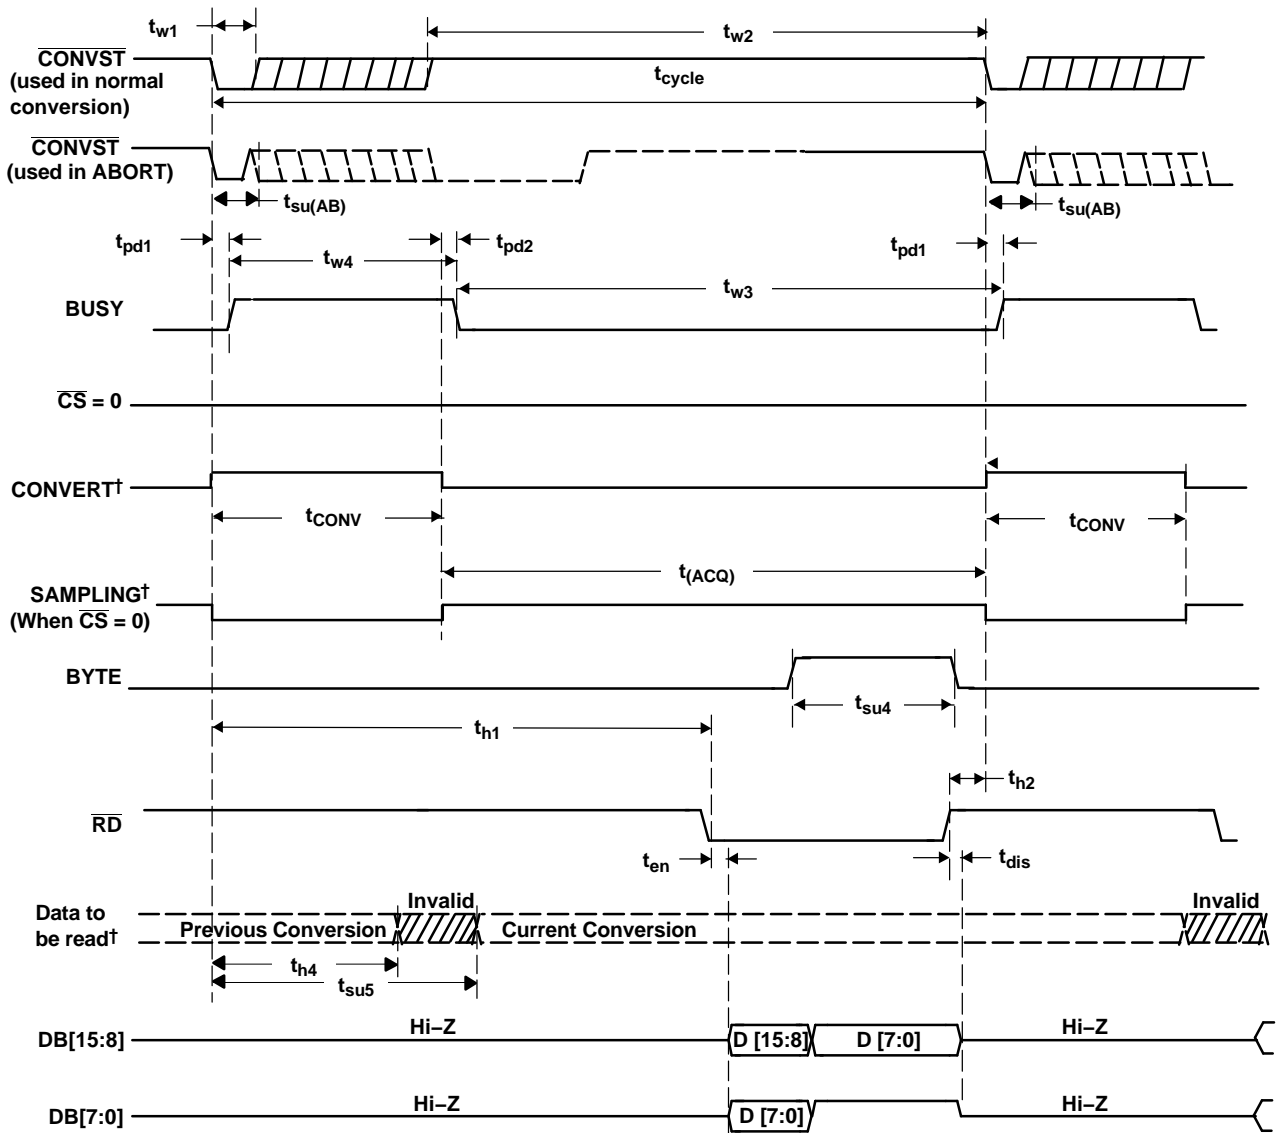 tw1
tw2
CONVST
(used in normal
conversion)
tcycle
CONVST
(used in ABORT)
tsu(AB)
tsu(AB)
tpd1
tpd2
tpd1
tw4
tw3
BUSY
CS = 0
CONVERT†
tCONV
tCONV
t(ACQ)
SAMPLING†
(When CS = 0)
BYTE
tsu4
th1
th2
RD
ten
tdis
Invalid
Invalid
Data to
be read†
Previous Conversion
Current Conversion
th4
tsu5
Hi–Z
Hi–Z
DB[15:8]
D [15:8]
D [7:0]
Hi–Z
Hi–Z
DB[7:0]
D [7:0]